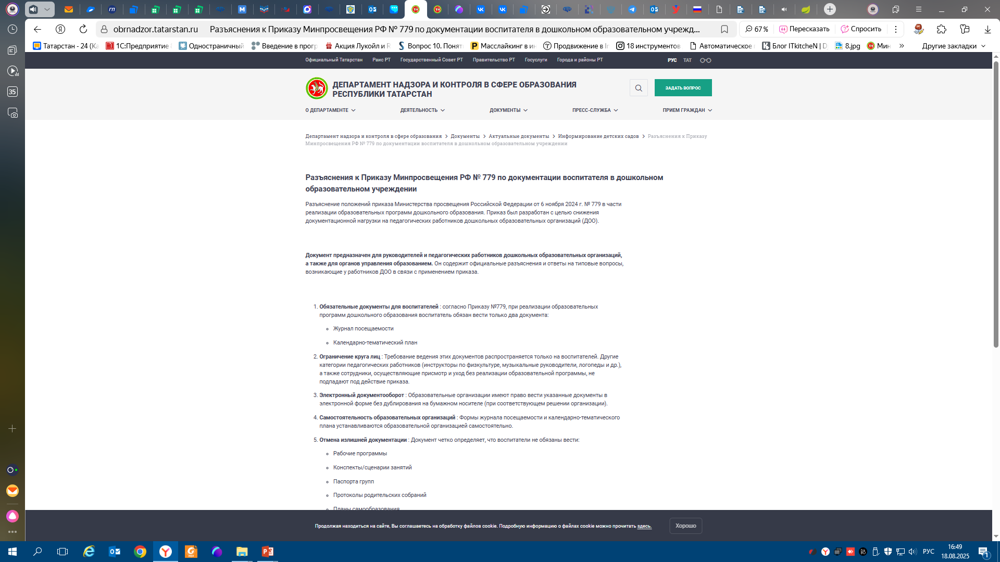 35
obrnadzor.tatarstan.ru Разъяснения к Приказу Минпросвещения РФ № 779 по документации воспитателя в дошкольном образовательном учрежд...
67 % Пересказать Спросить
Татарстан - 24 (Ка 1С:Предприятие Одностраничный Введение в прогр Акция Лукойл и Я Вопрос 10. Понят Масслайкинг в ин Продвижение в In 18 инструментов Автоматическое Блог ITkitcheN | D 8.jpg Мин » Другие закладки
Официальный Татарстан Раис РТ Государственный Совет РТ Правительство РТ Госуслуги Города и районы РТ РУС ТАТ
ДЕПАРТАМЕНТ НАДЗОРА И КОНТРОЛЯ В СФЕРЕ ОБРАЗОВАНИЯ
РЕСПУБЛИКИ ТАТАРСТАН
ЗАДАТЬ ВОПРОС
О ДЕПАРТАМЕНТЕ ДЕЯТЕЛЬНОСТЬ ДОКУМЕНТЫ ПРЕСС-СЛУЖБА ПРИЕМ ГРАЖДАН
Департамент надзора и контроля в сфере образования > Документы > Актуальные документы > Информирование детских садов > Разъяснения к Приказу
Минпросвещения РФ № 779 по документации воспитателя в дошкольном образовательном учреждении
Разъяснения к Приказу Минпросвещения РФ № 779 по документации воспитателя в дошкольном
образовательном учреждении
Разъяснение положений приказа Министерства просвещения Российской Федерации от 6 ноября 2024 г. № 779 в части
реализации образовательных программ дошкольного образования. Приказ был разработан с целью снижения
документационной нагрузки на педагогических работников дошкольных образовательных организаций (ДОО).
Документ предназначен для руководителей и педагогических работников дошкольных образовательных организаций,
а также для органов управления образованием. Он содержит официальные разъяснения и ответы на типовые вопросы,
возникающие у работников ДОО в связи с применением приказа.
1. Обязательные документы для воспитателей : согласно Приказу №779, при реализации образовательных
программ дошкольного образования воспитатель обязан вести только два документа:
Журнал посещаемости
Календарно-тематический план
2. Ограничение круга лиц : Требование ведения этих документов распространяется только на воспитателей. Другие
категории педагогических работников (инструкторы по физкультуре, музыкальные руководители, логопеды и др.),
а также сотрудники, осуществляющие присмотр и уход без реализации образовательной программы, не
подпадают под действие приказа.
3. Электронный документооборот : Образовательные организации имеют право вести указанные документы в
электронной форме без дублирования на бумажном носителе (при соответствующем решении организации).
4. Самостоятельность образовательных организаций : Формы журнала посещаемости и календарно-тематического
плана устанавливаются образовательной организацией самостоятельно.
5. Отмена излишней документации : Документ четко определяет, что воспитатели не обязаны вести:
Рабочие программы
Конспекты/сценарии занятий
Паспорта групп
Протоколы родительских собраний
Планы самообразования
Продолжая находиться на сайте, Вы соглашаетесь на обработку файлов cookie. Подробную информацию о файлах cookie можно прочитать здесь.
Хорошо
РУС
16:49
18.08.2025
1